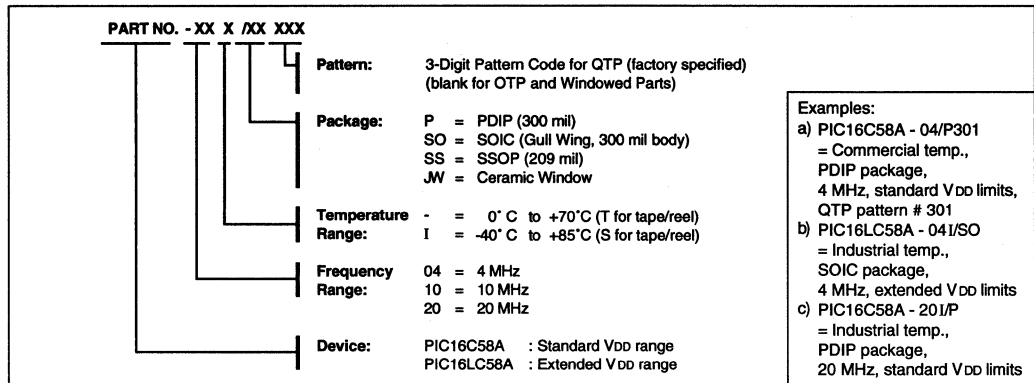 PART NO. - XX X /XX XXX
Pattern: 3-Digit Pattern Code for QTP (factory specified)
(blank for OTP and Windowed Parts)
Package: P = PDIP (300 mil)
SO = SOIC (Gull Wing, 300 mil body)
SS = SSOP (209 mil)
JW = Ceramic Window
Temperature - = 0° C to +70°C (T for tape/reel)
Range: I = -40° C to +85°C (S for tape/reel)
Frequency 04 = 4 MHz
Range: 10 = 10 MHz
20 = 20 MHz
Device: PIC16C58A : Standard VDD range
PIC16LC58A : Extended VDD range
Examples:
a) PIC16C58A - 04/P301
= Commercial temp.,
PDIP package,
4 MHz, standard VDD limits,
QTP pattern # 301
b) PIC16LC58A - 04I/SO
= Industrial temp.,
SOIC package,
4 MHz, extended VDD limits
c) PIC16C58A - 20I/P
= Industrial temp.,
PDIP package,
20 MHz, standard VDD limits